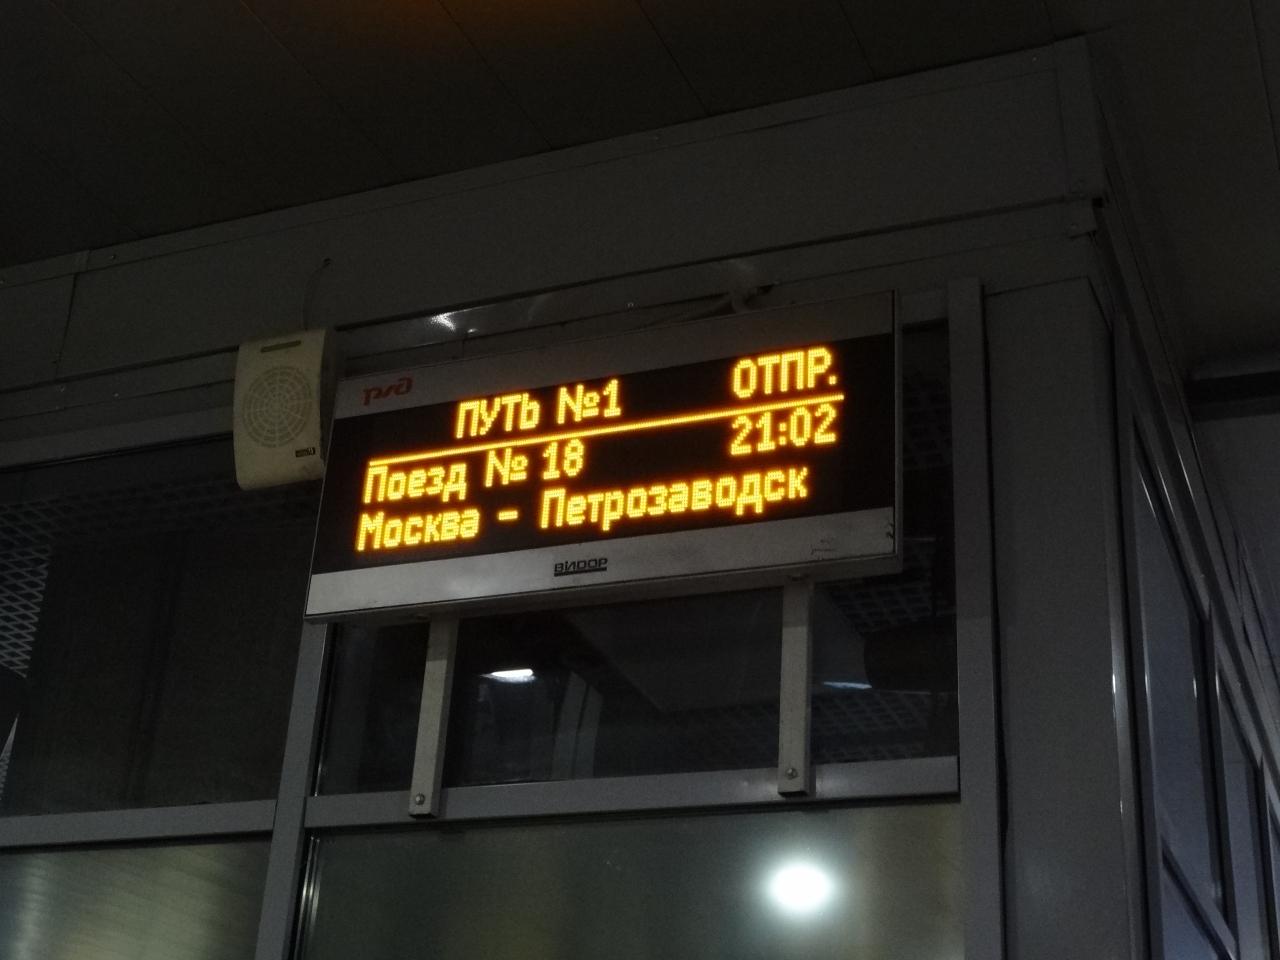 РЖД
ПУТЬ №1 ОТПР.
Поезд № 18 21:02
Москва - Петрозаводск
ВИДОР